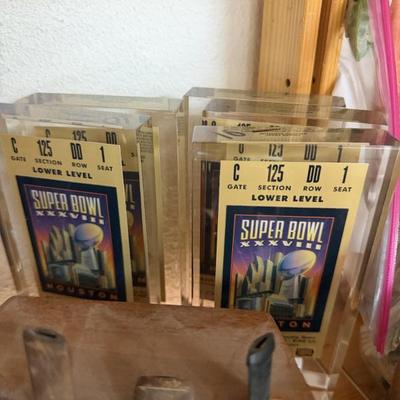 C 125 DD 1
GATE SECTION ROW SEAT
LOWER LEVEL
SUPER BOWL
XXXVIII
HOUSTON
C 125 DD 1
GATE SECTION ROW SEAT
LOWER LEVEL
SUPER BOWL
XXXVIII
STON